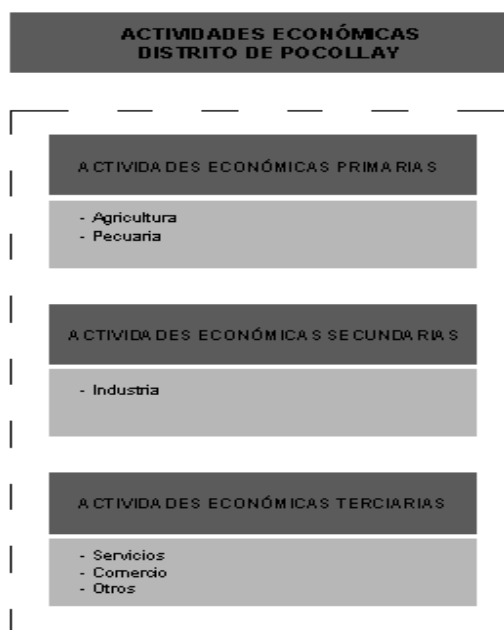 ACTIVIDADES ECONÓMICAS
DISTRITO DE POCOLLAY
ACTIVIDADES ECONÓMICAS PRIMARIAS
- Agricultura
- Pecuaria
ACTIVIDADES ECONÓMICAS SECUNDARIAS
- Industria
ACTIVIDADES ECONÓMICAS TERCIARIAS
- Servicios
- Comercio
- Otros